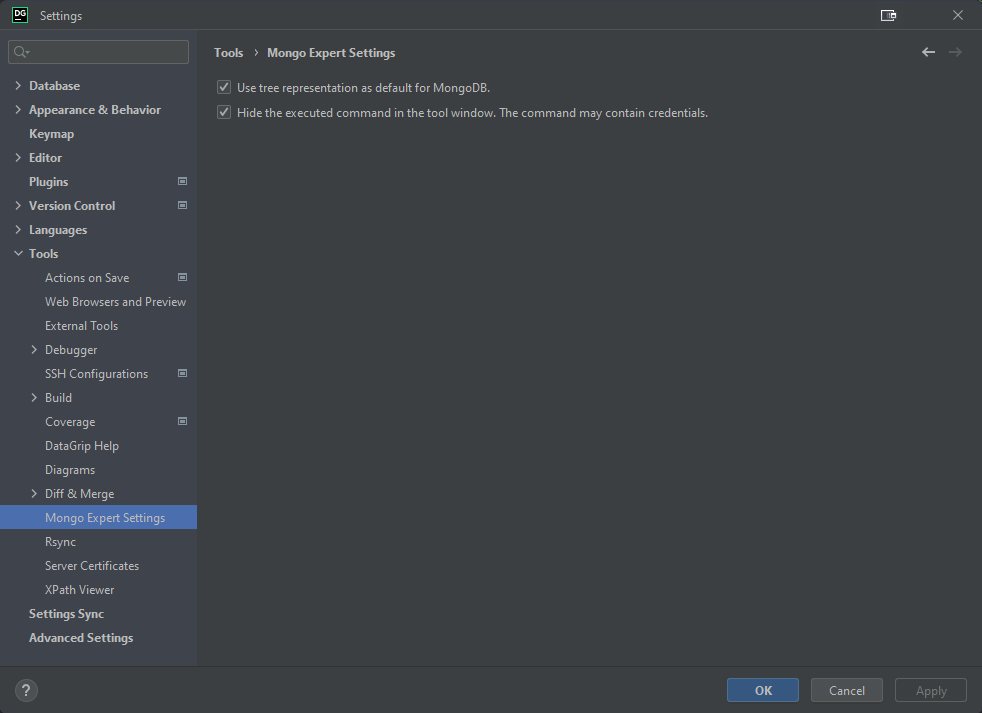 DG Settings
Database
Appearance & Behavior
Keymap
Editor
Plugins
Version Control
Languages
Tools
Actions on Save
Web Browsers and Preview
External Tools
Debugger
SSH Configurations
Build
Coverage
DataGrip Help
Diagrams
Diff & Merge
Mongo Expert Settings
Rsync
Server Certificates
XPath Viewer
Settings Sync
Advanced Settings
Tools › Mongo Expert Settings
Use tree representation as default for MongoDB.
Hide the executed command in the tool window. The command may contain credentials.
?
OK
Cancel
Apply